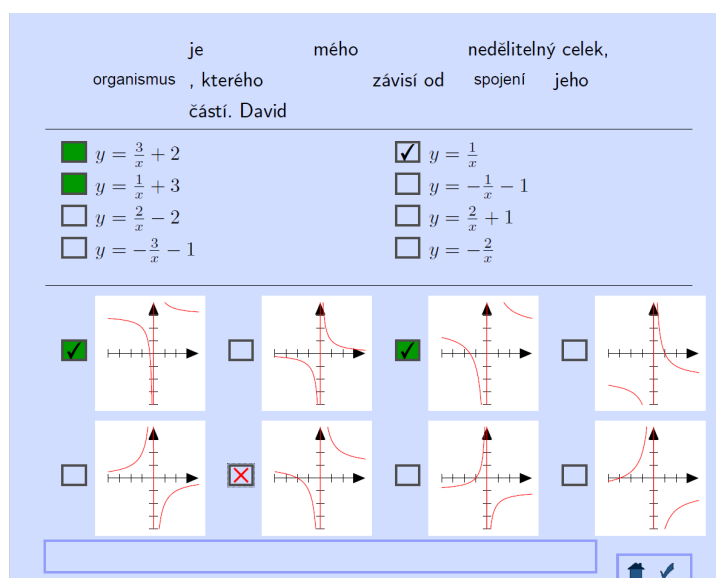 je mého nedělitelný celek,
organismus , kterého závisí od spojení jeho
částí. David
y = 3/x + 2
y = 1/x
y = 1/x + 3
y = -1/x - 1
y = 2/x - 2
y = 2/x + 1
y = -3/x - 1
y = -2/x